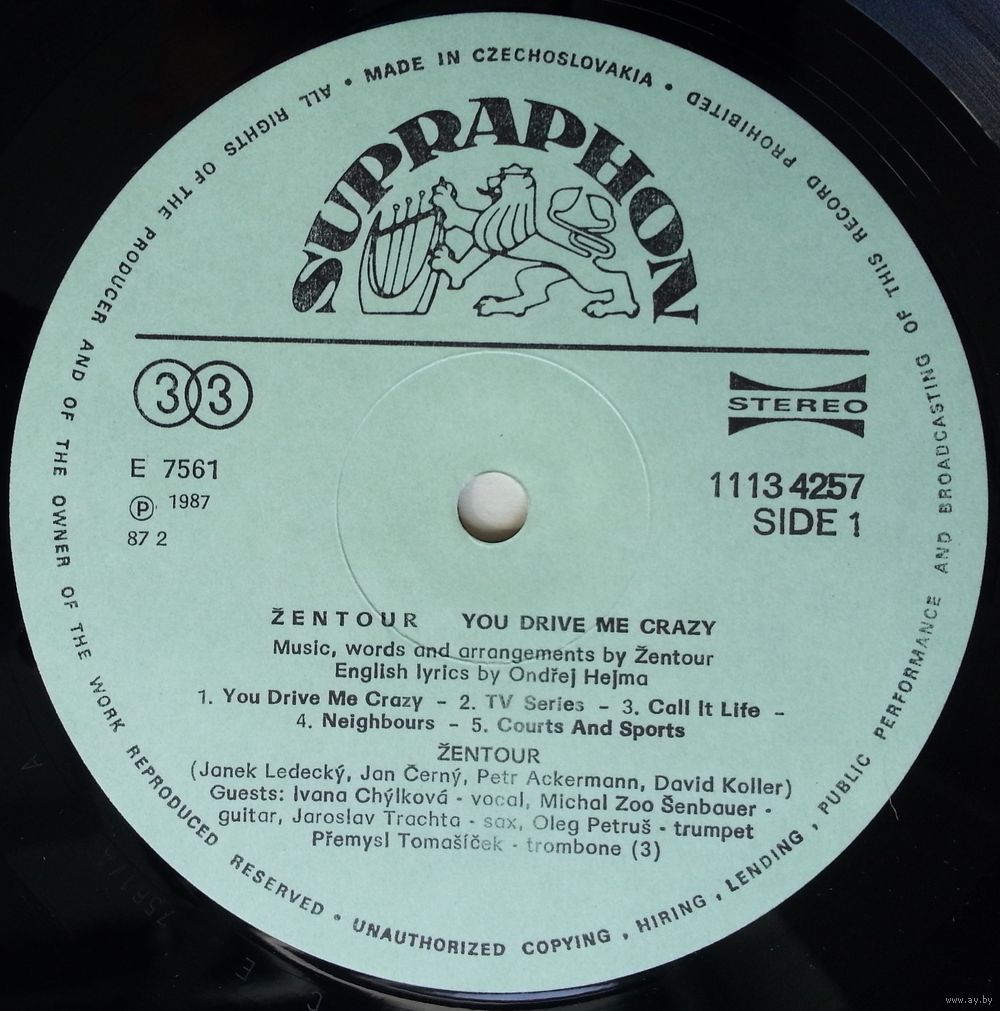 ALL RIGHTS OF THE PRODUCER AND OF THE OWNER OF THE WORK REPRODUCED RESERVED • UNAUTHORIZED COPYING, HIRING, LENDING, PUBLIC PERFORMANCE AND BROADCASTING OF THIS RECORD PROHIBITED • MADE IN CZECHOSLOVAKIA •
SUPRAPHON
33
STEREO
E 7561
Ⓟ 1987
87 2
1113 4257
SIDE 1
ŽENTOUR YOU DRIVE ME CRAZY
Music, words and arrangements by Žentour
English lyrics by Ondřej Hejma
1. You Drive Me Crazy – 2. TV Series – 3. Call It Life –
4. Neighbours – 5. Courts And Sports
ŽENTOUR
(Janek Ledecký, Jan Černý, Petr Ackermann, David Koller)
Guests: Ivana Chýlková - vocal, Michal Zoo Šenbauer -
guitar, Jaroslav Trachta - sax, Oleg Petruš - trumpet
Přemysl Tomašíček - trombone (3)
www.ay.by